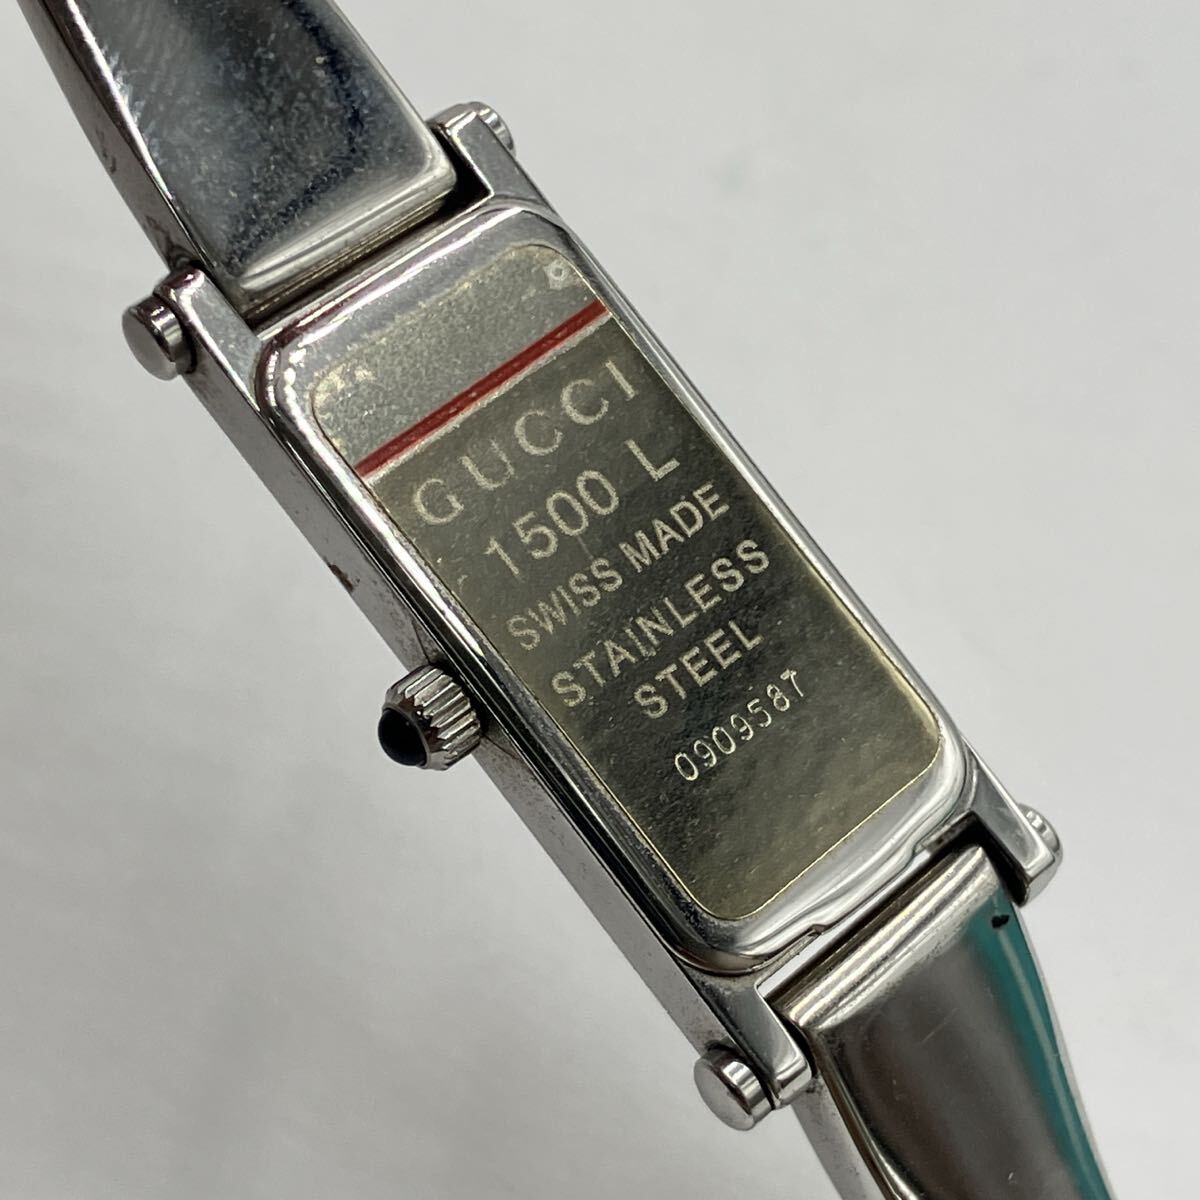 GUCCI
1500 L
SWISS MADE
STAINLESS
STEEL
0909587